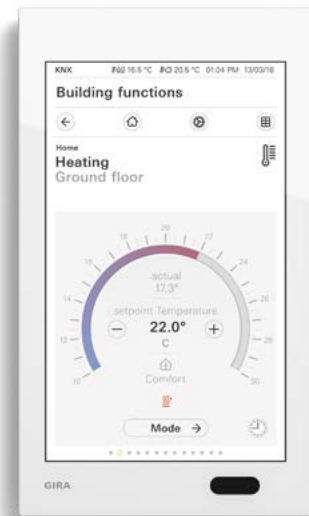 KNX 16.5 °C 20.5 °C 01:04 PM 13/03/16
Building functions
Home
Heating
Ground floor
20
18
22
16
24
14
26
12
28
10
30
actual
17,3°
setpoint Temperature
22.0°
C
Comfort
Mode
GIRA